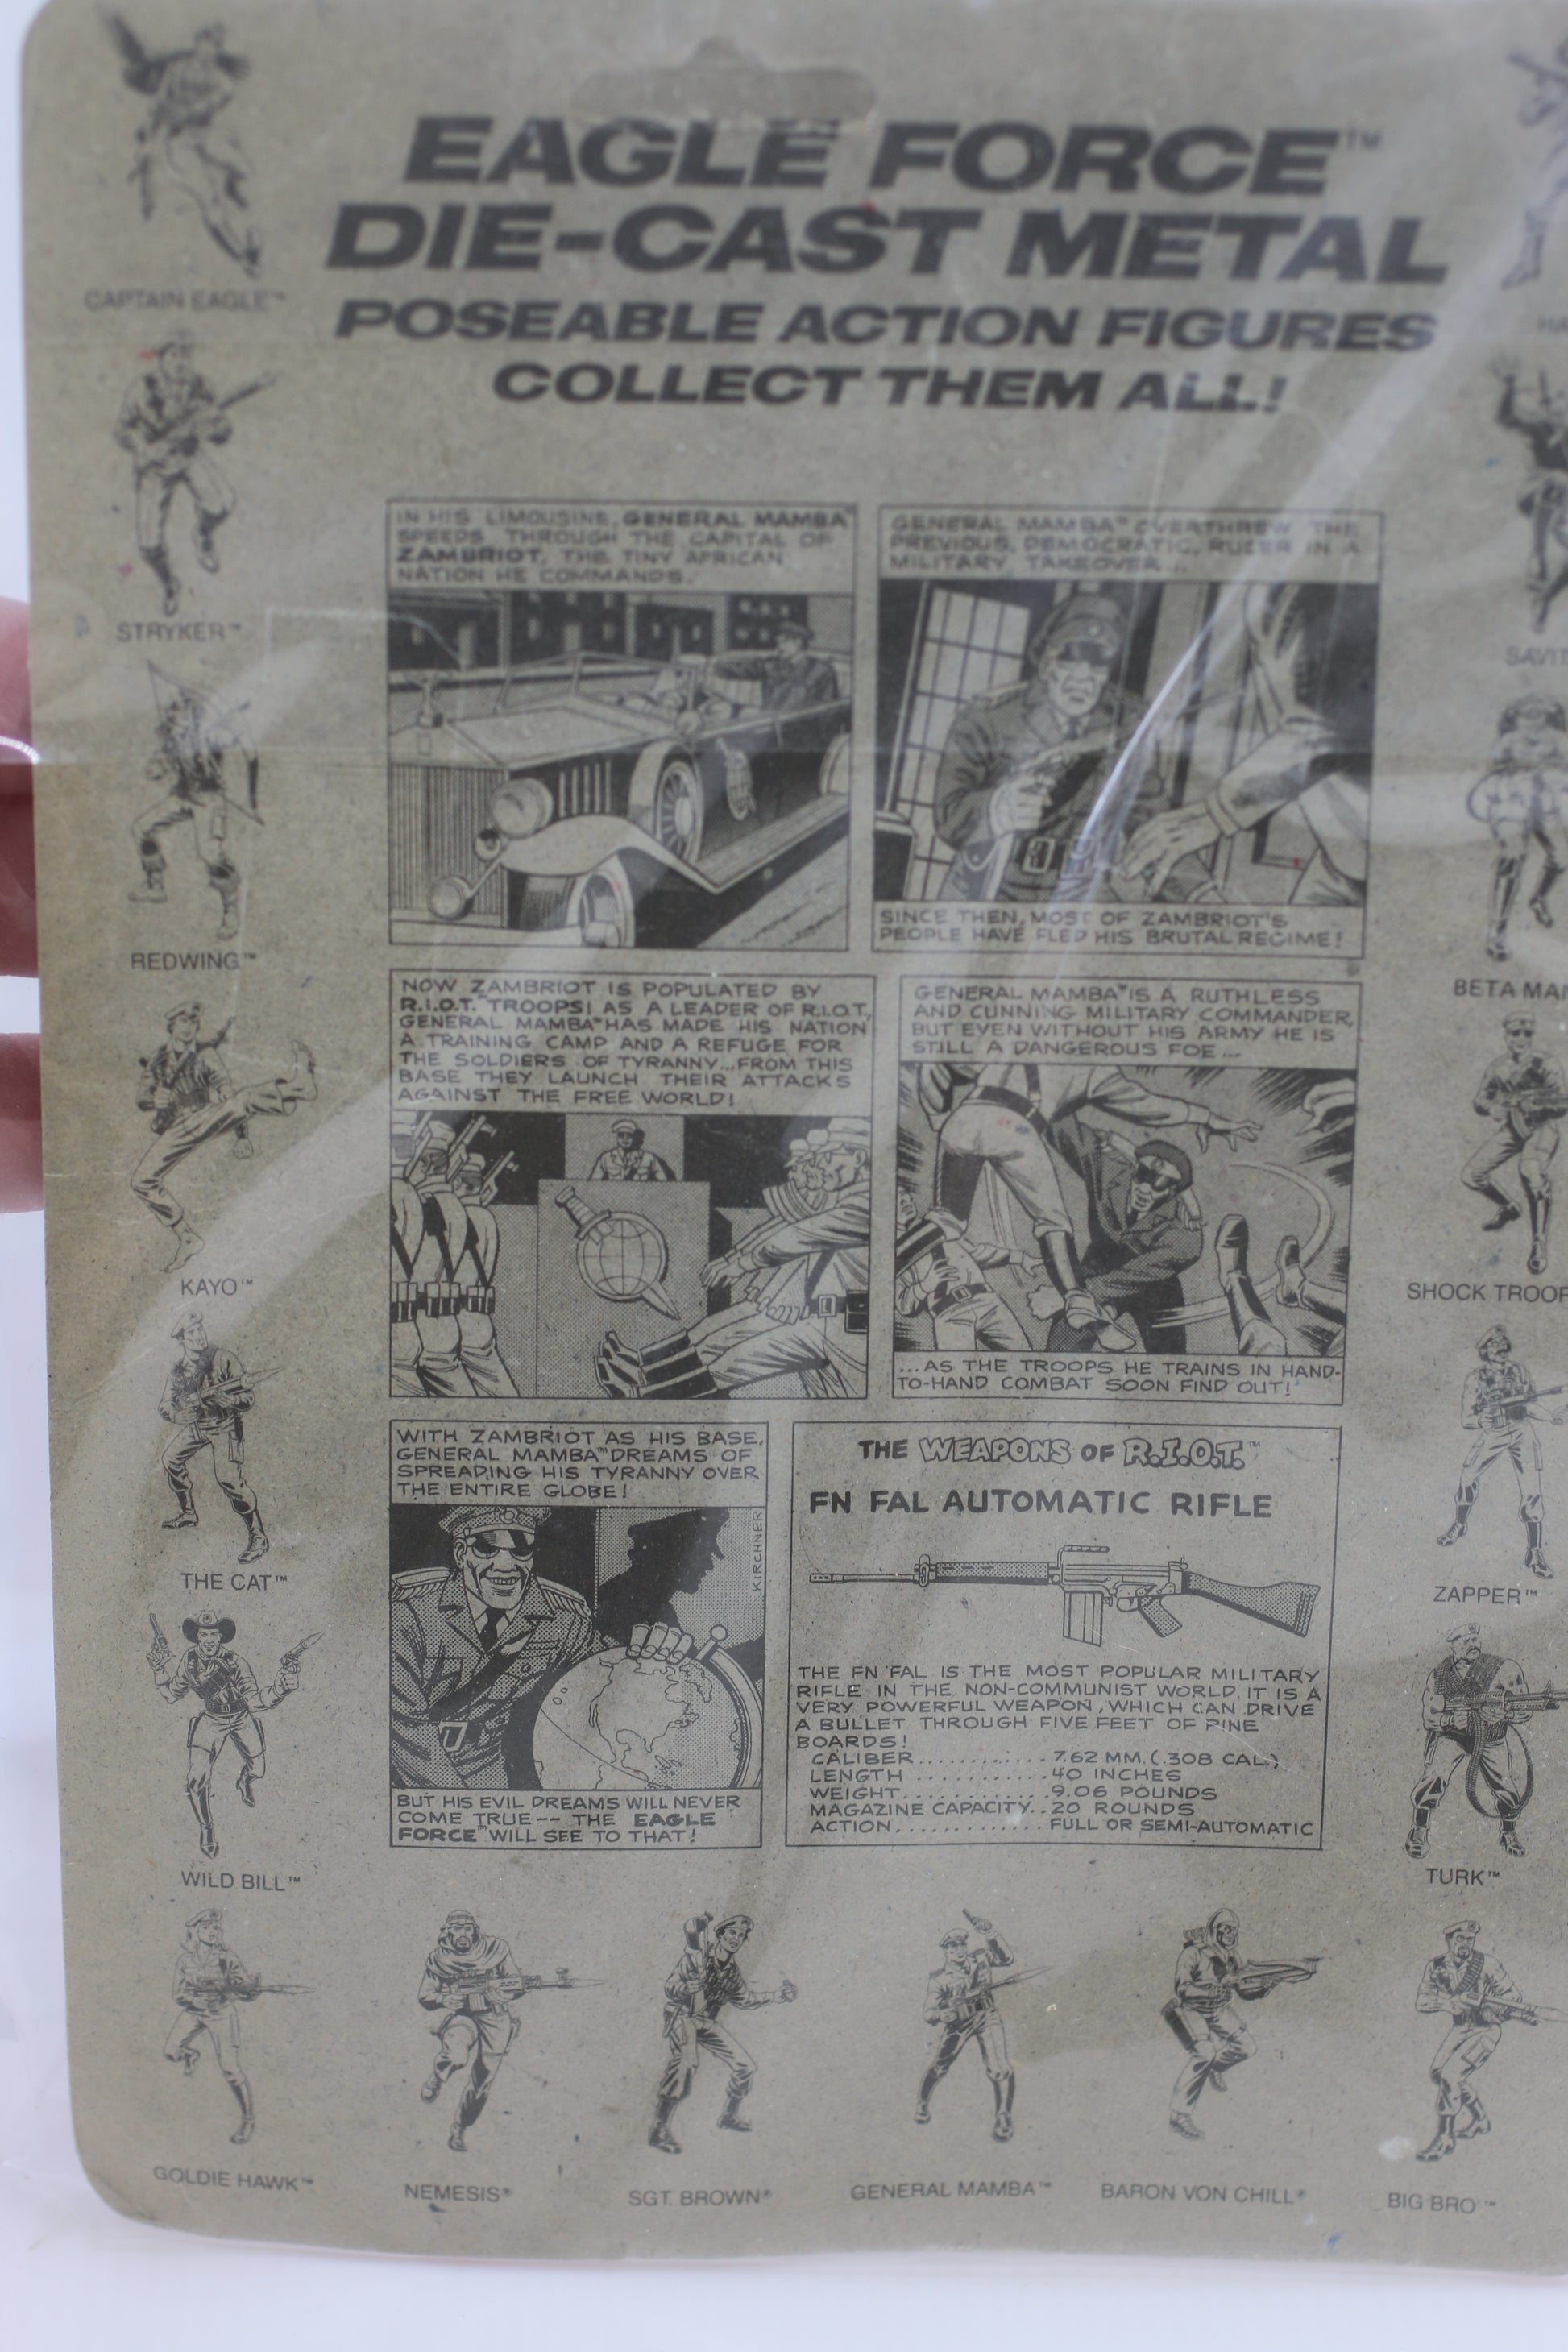 EAGLE FORCE™
DIE-CAST METAL
POSEABLE ACTION FIGURES
COLLECT THEM ALL!
CAPTAIN EAGLE™
STRYKER™
REDWING™
KAYO™
THE CAT™
WILD BILL™
IN HIS LIMOUSINE, GENERAL MAMBA™
SPEEDS THROUGH THE CAPITAL OF
ZAMBRIOT, THE TINY AFRICAN
NATION HE COMMANDS.
GENERAL MAMBA™ OVERTHREW THE
PREVIOUS, DEMOCRATIC, RULER IN A
MILITARY TAKEOVER...
SINCE THEN, MOST OF ZAMBRIOT'S
PEOPLE HAVE FLED HIS BRUTAL REGIME!
NOW ZAMBRIOT IS POPULATED BY
R.I.O.T.™ TROOPS! AS A LEADER OF R.I.O.T.,
GENERAL MAMBA™ HAS MADE HIS NATION
A TRAINING CAMP AND A REFUGE FOR
THE SOLDIERS OF TYRANNY...FROM THIS
BASE THEY LAUNCH THEIR ATTACKS
AGAINST THE FREE WORLD!
GENERAL MAMBA™ IS A RUTHLESS
AND CUNNING MILITARY COMMANDER,
BUT EVEN WITHOUT HIS ARMY HE IS
STILL A DANGEROUS FOE...
...AS THE TROOPS HE TRAINS IN HAND-
TO-HAND COMBAT SOON FIND OUT!
WITH ZAMBRIOT AS HIS BASE,
GENERAL MAMBA™ DREAMS OF
SPREADING HIS TYRANNY OVER
THE ENTIRE GLOBE!
KIRCHNER
BUT HIS EVIL DREAMS WILL NEVER
COME TRUE-- THE EAGLE
FORCE™ WILL SEE TO THAT!
THE WEAPONS OF R.I.O.T.™
FN FAL AUTOMATIC RIFLE
THE FN FAL IS THE MOST POPULAR MILITARY
RIFLE IN THE NON-COMMUNIST WORLD. IT IS A
VERY POWERFUL WEAPON, WHICH CAN DRIVE
A BULLET THROUGH FIVE FEET OF PINE
BOARDS!
CALIBER............7.62 MM. (.308 CAL.)
LENGTH...........40 INCHES
WEIGHT............9.06 POUNDS
MAGAZINE CAPACITY..20 ROUNDS
ACTION............FULL OR SEMI-AUTOMATIC
SAVIT
BETA MAN
SHOCK TROOP
ZAPPER™
TURK™
GOLDIE HAWK™
NEMESIS®
SGT. BROWN®
GENERAL MAMBA™
BARON VON CHILL®
BIG BRO™